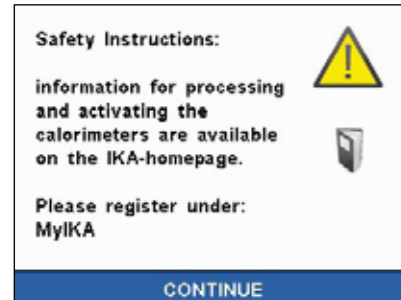 Safety Instructions:
information for processing
and activating the
calorimeters are available
on the IKA-homepage.
Please register under:
MyIKA
CONTINUE